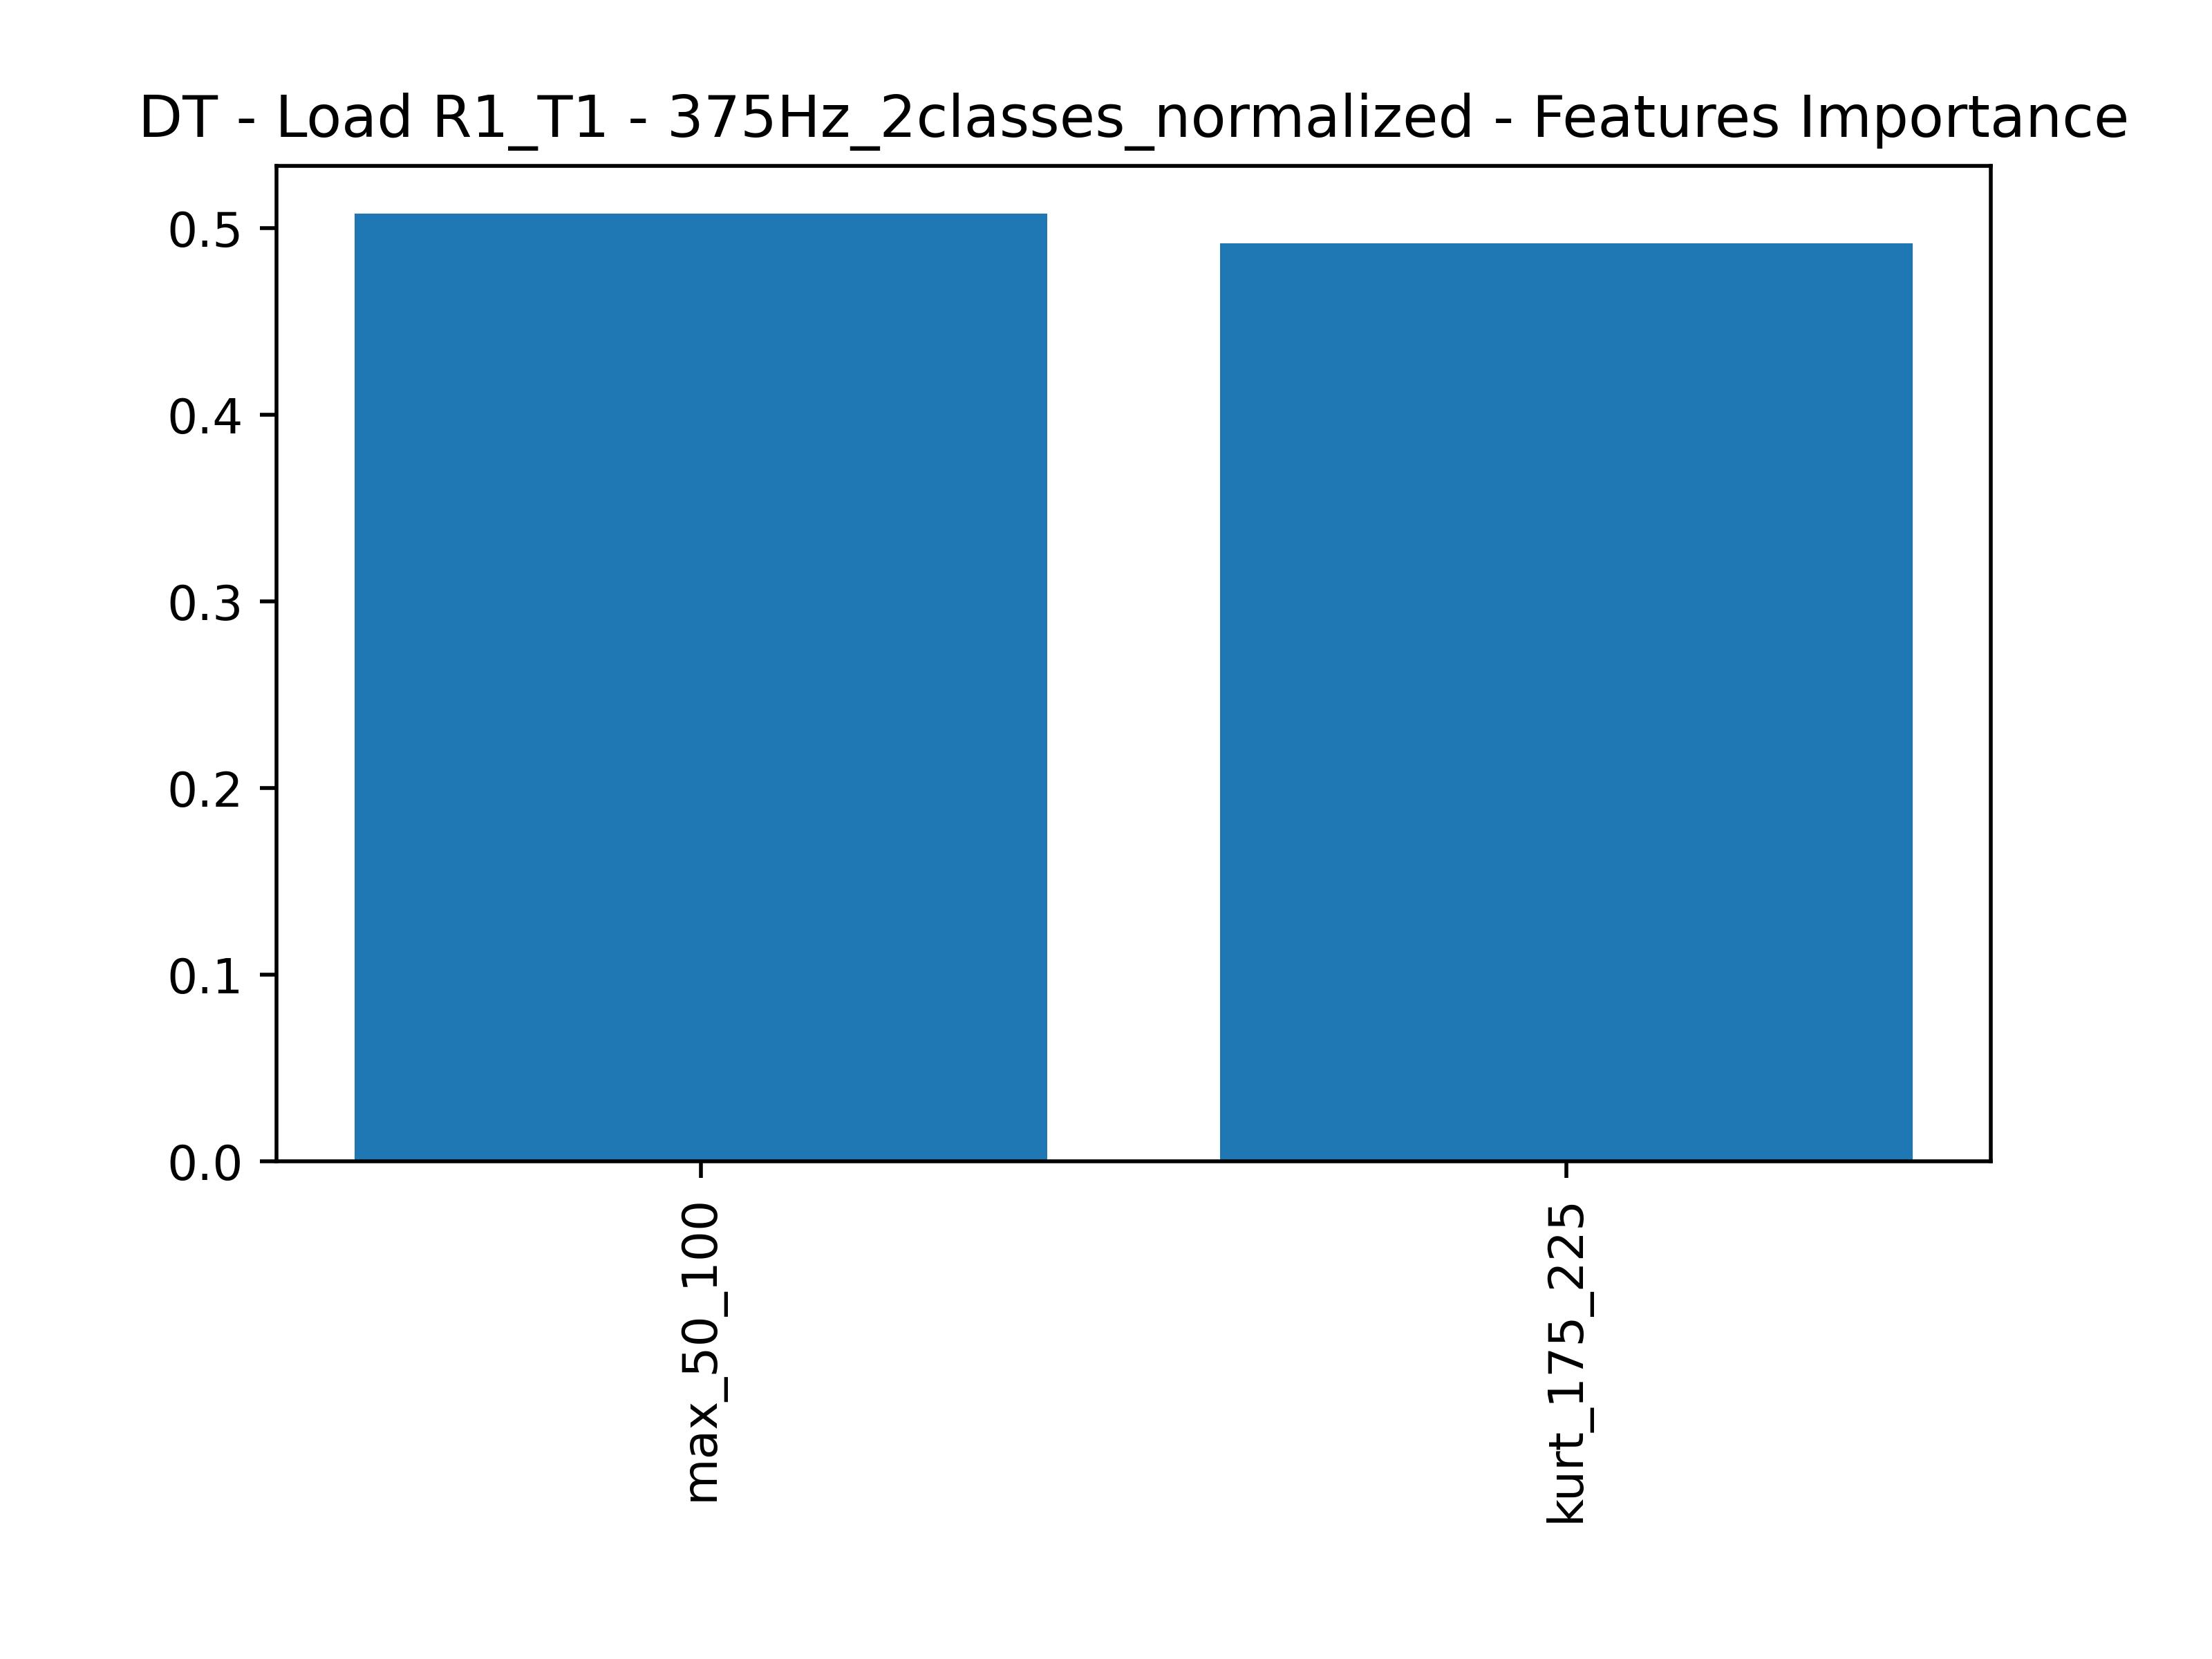 DT - Load R1_T1 - 375Hz_2classes_normalized - Features Importance
0.5
0.4
0.3
0.2
0.1
0.0
max_50_100
kurt_175_225